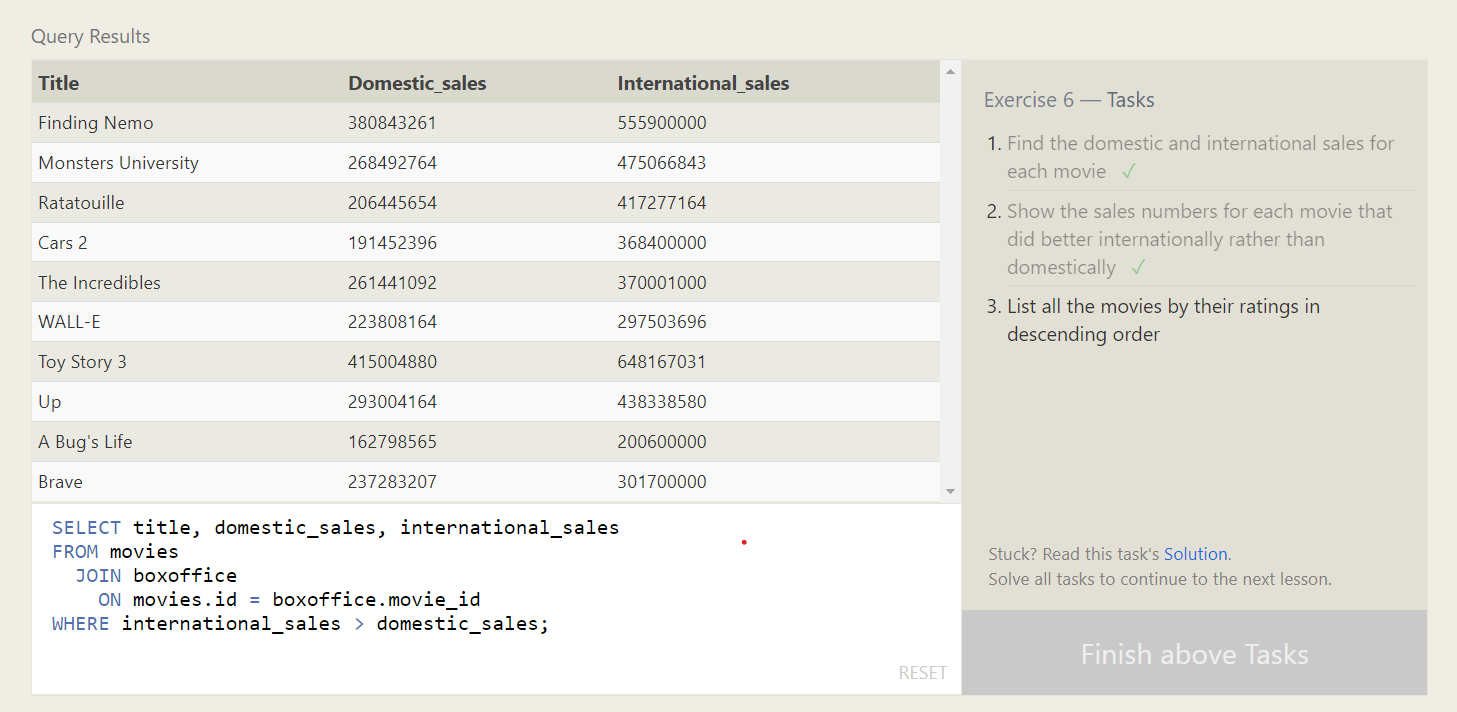 Query Results
Title Domestic_sales International_sales
Finding Nemo 380843261 555900000
Monsters University 268492764 475066843
Ratatouille 206445654 417277164
Cars 2 191452396 368400000
The Incredibles 261441092 370001000
WALL-E 223808164 297503696
Toy Story 3 415004880 648167031
Up 293004164 438338580
A Bug's Life 162798565 200600000
Brave 237283207 301700000
SELECT title, domestic_sales, international_sales
FROM movies
JOIN boxoffice
ON movies.id = boxoffice.movie_id
WHERE international_sales > domestic_sales;
RESET
Exercise 6 — Tasks
1. Find the domestic and international sales for
each movie ✓
2. Show the sales numbers for each movie that
did better internationally rather than
domestically ✓
3. List all the movies by their ratings in
descending order
Stuck? Read this task's Solution.
Solve all tasks to continue to the next lesson.
Finish above Tasks